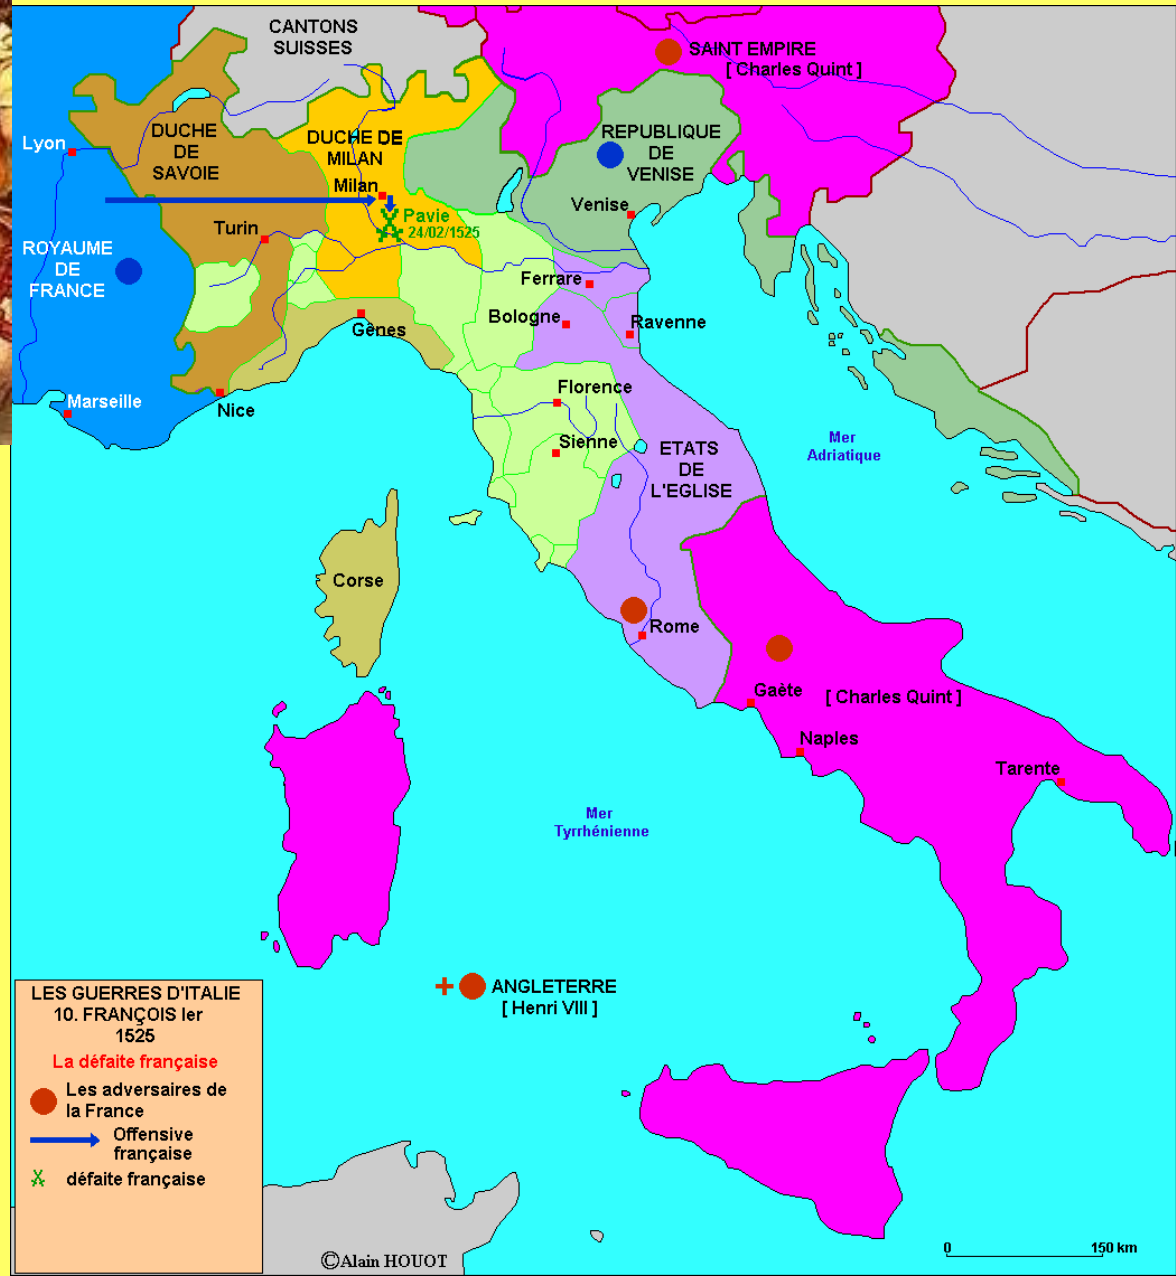 CANTONS
SUISSES
SAINT EMPIRE
[ Charles Quint ]
Lyon
DUCHE
DE
SAVOIE
DUCHE DE
MILAN
Milan
REPUBLIQUE
DE
VENISE
Venise
Pavie
24/02/1525
Turin
ROYAUME
DE
FRANCE
Ferrare
Bologne
Ravenne
Gênes
Marseille
Nice
Florence
Sienne
Mer
Adriatique
ETATS
DE
L'EGLISE
Corse
Rome
Gaète
[ Charles Quint ]
Naples
Tarente
Mer
Tyrrhénienne
ANGLETERRE
[ Henri VIII ]
LES GUERRES D'ITALIE
10. FRANÇOIS Ier
1525
La défaite française
Les adversaires de
la France
Offensive
française
défaite française
©Alain HOUOT
0 150 km